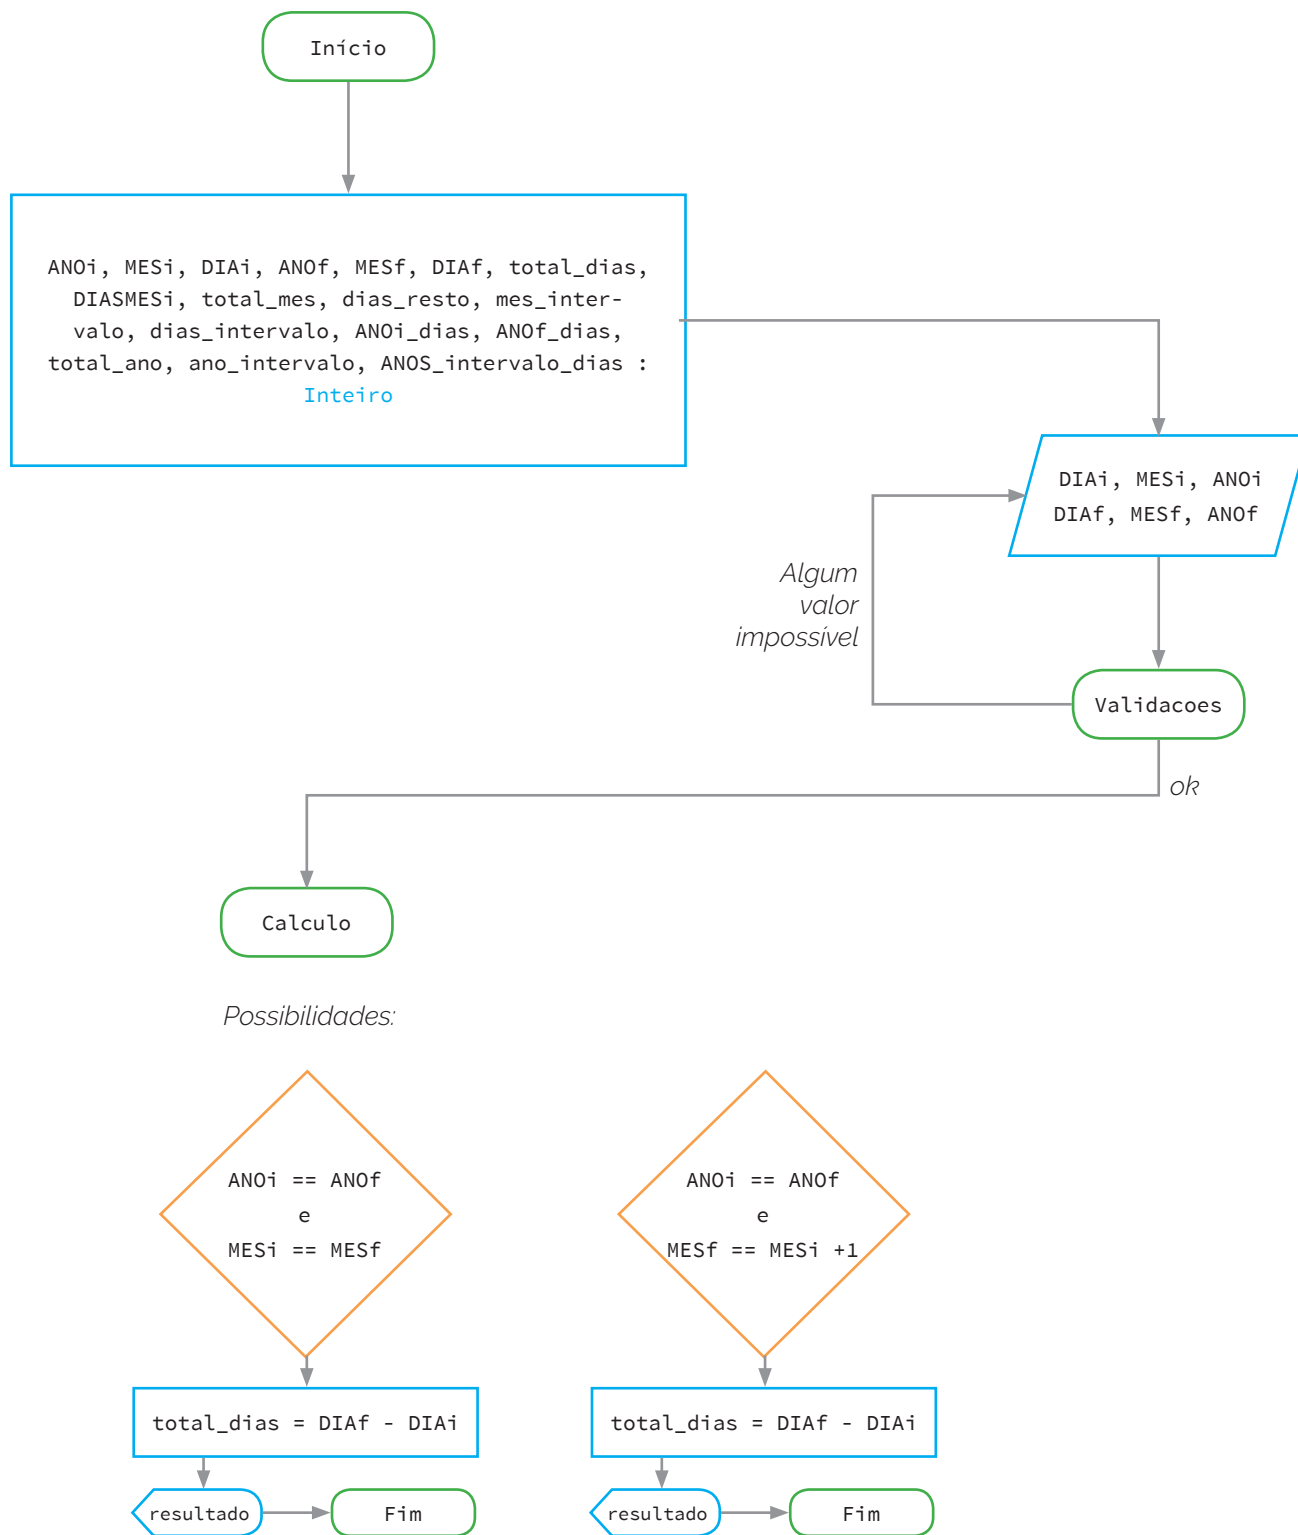 Início
ANOi, MESi, DIAi, ANOf, MESf, DIAf, total_dias,
DIASMESi, total_mes, dias_resto, mes_inter-
valo, dias_intervalo, ANOi_dias, ANOf_dias,
total_ano, ano_intervalo, ANOS_intervalo_dias :
Inteiro
DIAi, MESi, ANOi
DIAf, MESf, ANOf
Algum
valor
impossível
Validacoes
ok
Calculo
Possibilidades:
ANOi == ANOf
e
MESi == MESf
total_dias = DIAf - DIAi
resultado
Fim
ANOi == ANOf
e
MESf == MESi +1
total_dias = DIAf - DIAi
resultado
Fim